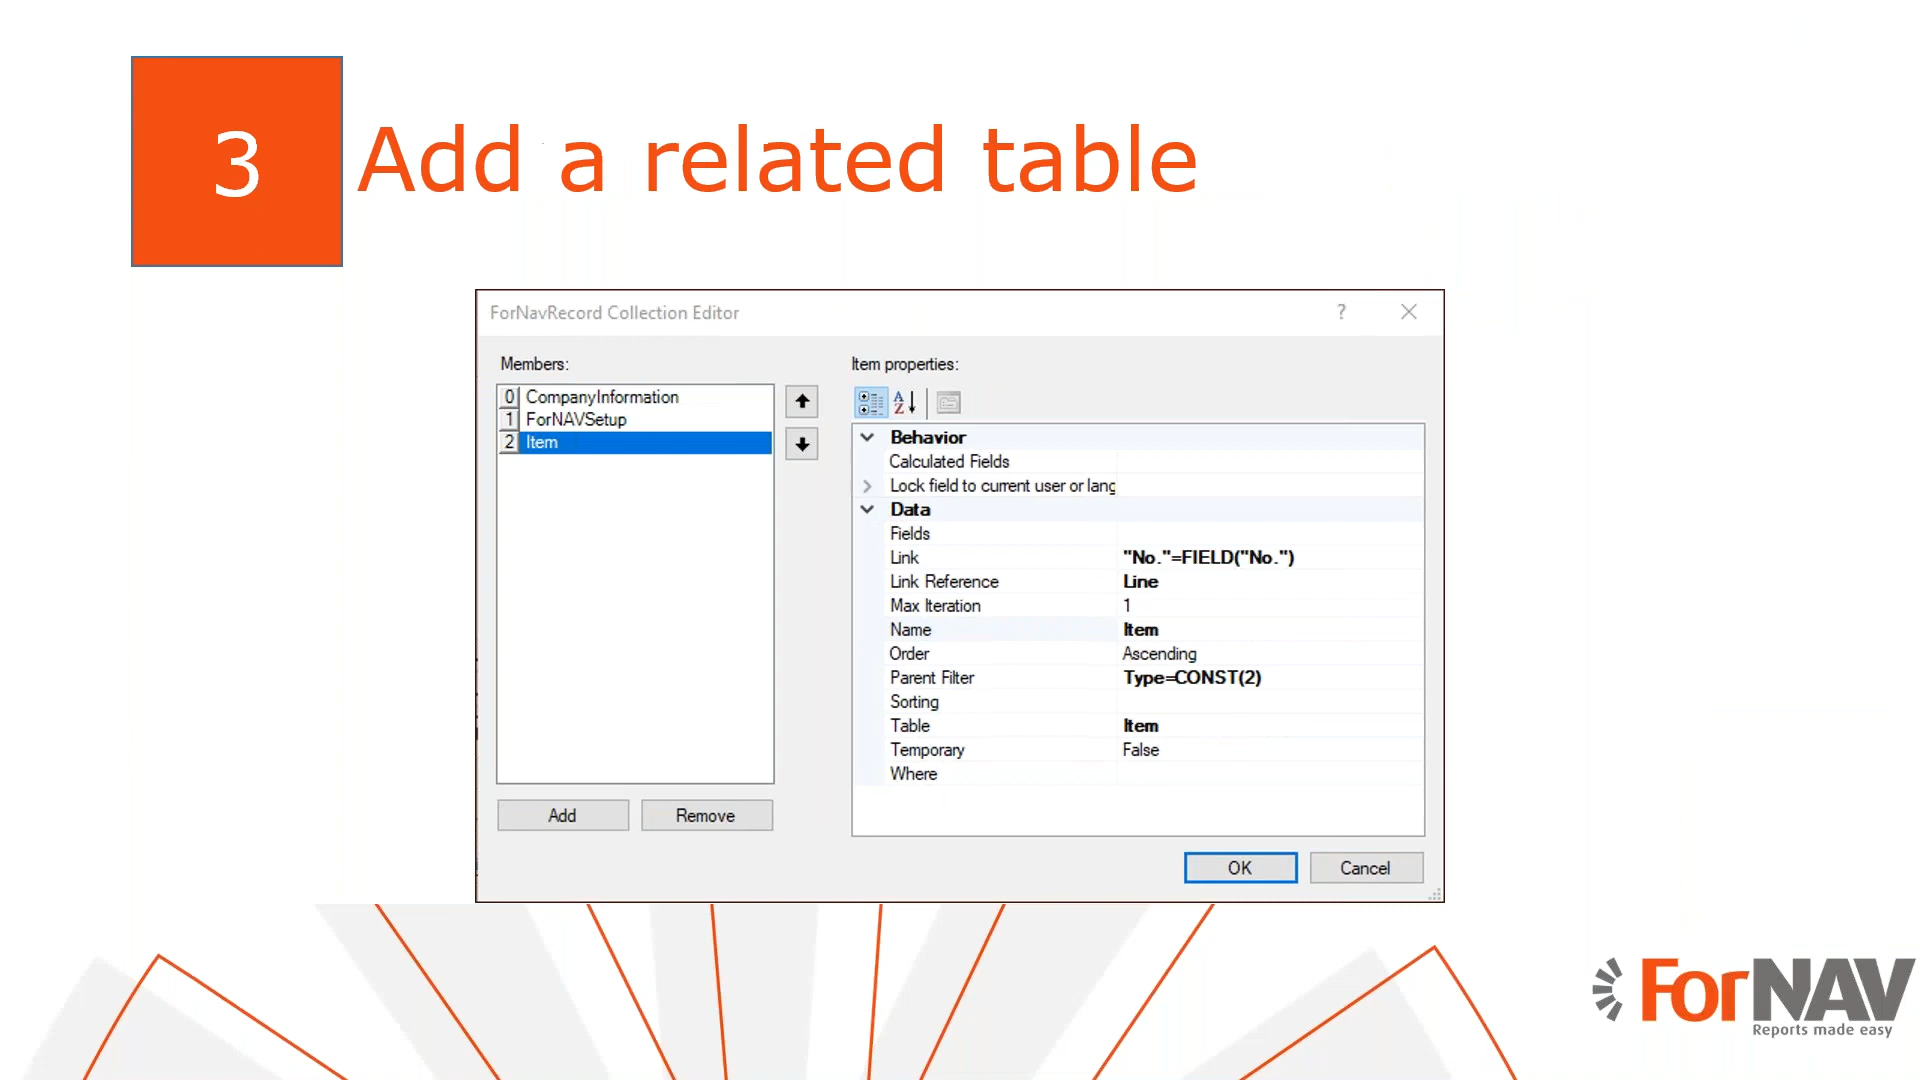 3
Add a related table
ForNavRecord Collection Editor
?
Members:
Item properties:
0 CompanyInformation
1 ForNAVSetup
2 Item
A
Z
Behavior
Calculated Fields
Lock field to current user or lang
Data
Fields
Link "No."=FIELD("No.")
Link Reference Line
Max Iteration 1
Name Item
Order Ascending
Parent Filter Type=CONST(2)
Sorting
Table Item
Temporary False
Where
Add Remove
OK Cancel
ForNAV
Reports made easy